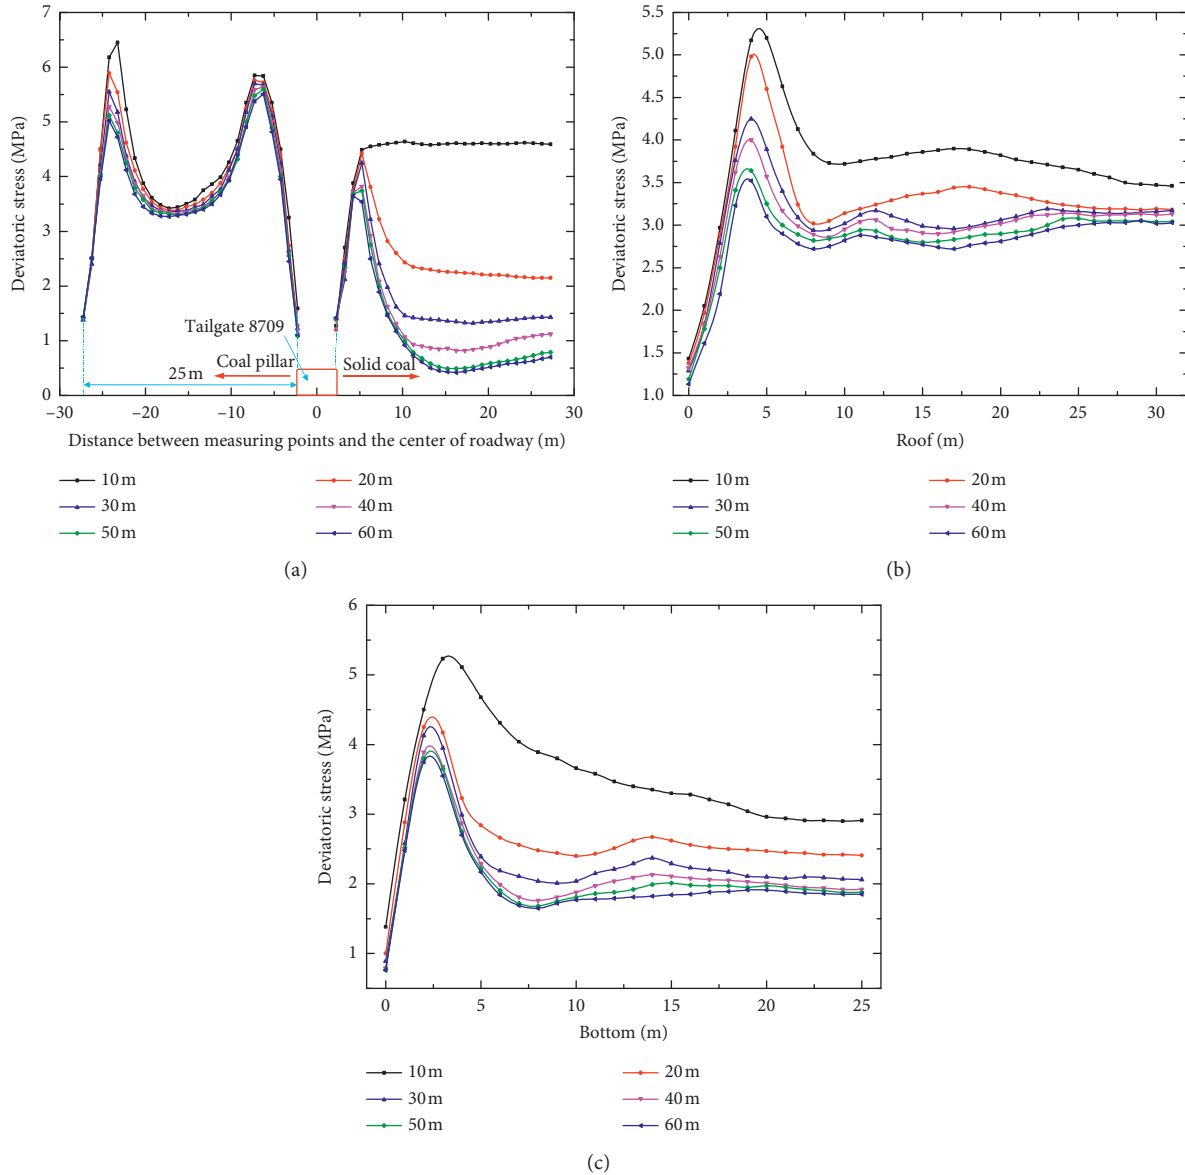 7
6
5
4
3
2
1
0
Deviatoric stress (MPa)
Tailgate 8709
Coal pillar
Solid coal
25 m
−30
−20
−10
0
10
20
30
Distance between measuring points and the center of roadway (m)
10 m
20 m
30 m
40 m
50 m
60 m
(a)
5.5
5.0
4.5
4.0
3.5
3.0
2.5
2.0
1.5
1.0
Deviatoric stress (MPa)
0
5
10
15
20
25
30
Roof (m)
10 m
20 m
30 m
40 m
50 m
60 m
(b)
6
5
4
3
2
1
Deviatoric stress (MPa)
0
5
10
15
20
25
Bottom (m)
10 m
20 m
30 m
40 m
50 m
60 m
(c)